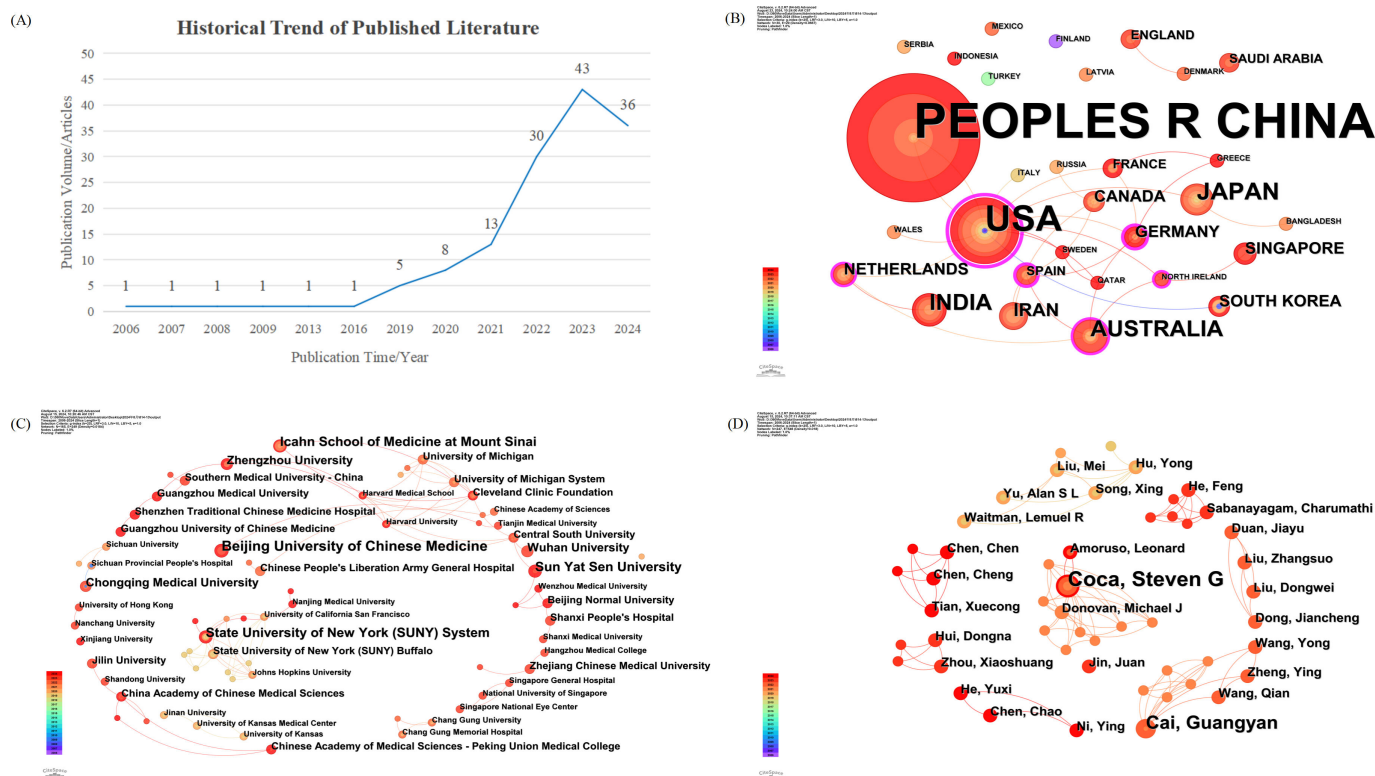 (A)
Historical Trend of Published Literature
Publication Volume/Articles
50
45
40
35
30
25
20
15
10
5
0
1
1
1
1
1
1
5
8
13
30
43
36
2006
2007
2008
2009
2013
2016
2019
2020
2021
2022
2023
2024
Publication Time/Year
(B)
MEXICO
SERBIA
FINLAND
ENGLAND
INDONESIA
SAUDI ARABIA
TURKEY
LATVIA
DENMARK
PEOPLES R CHINA
ITALY
RUSSIA
FRANCE
GREECE
CANADA
JAPAN
USA
BANGLADESH
WALES
GERMANY
SWEDEN
SINGAPORE
NETHERLANDS
SPAIN
QATAR
NORTH IRELAND
INDIA
IRAN
SOUTH KOREA
AUSTRALIA
CiteSpace
(C)
Icahn School of Medicine at Mount Sinai
Zhengzhou University
University of Michigan
Southern Medical University - China
University of Michigan System
Guangzhou Medical University
Harvard Medical School
Cleveland Clinic Foundation
Shenzhen Traditional Chinese Medicine Hospital
Chinese Academy of Sciences
Harvard University
Tianjin Medical University
Guangzhou University of Chinese Medicine
Central South University
Sichuan University
Beijing University of Chinese Medicine
Wuhan University
Sichuan Provincial People's Hospital
Chinese People's Liberation Army General Hospital
Sun Yat Sen University
Chongqing Medical University
Wenzhou Medical University
University of Hong Kong
Nanjing Medical University
Beijing Normal University
University of California San Francisco
Nanchang University
Shanxi People's Hospital
State University of New York (SUNY) System
Xinjiang University
Shanxi Medical University
State University of New York (SUNY) Buffalo
Hangzhou Medical College
Jilin University
Zhejiang Chinese Medical University
Johns Hopkins University
Shandong University
Singapore General Hospital
China Academy of Chinese Medical Sciences
National University of Singapore
Jinan University
Singapore National Eye Center
University of Kansas Medical Center
Chang Gung University
University of Kansas
Chang Gung Memorial Hospital
Chinese Academy of Medical Sciences - Peking Union Medical College
CiteSpace
(D)
Liu, Mei
Hu, Yong
Yu, Alan S L
Song, Xing
He, Feng
Waitman, Lemuel R
Sabanayagam, Charumathi
Duan, Jiayu
Chen, Chen
Amoruso, Leonard
Liu, Zhangsuo
Chen, Cheng
Coca, Steven G
Liu, Dongwei
Tian, Xuecong
Donovan, Michael J
Dong, Jiancheng
Hui, Dongna
Wang, Yong
Zhou, Xiaoshuang
Jin, Juan
Zheng, Ying
He, Yuxi
Wang, Qian
Chen, Chao
Ni, Ying
Cai, Guangyan
CiteSpace